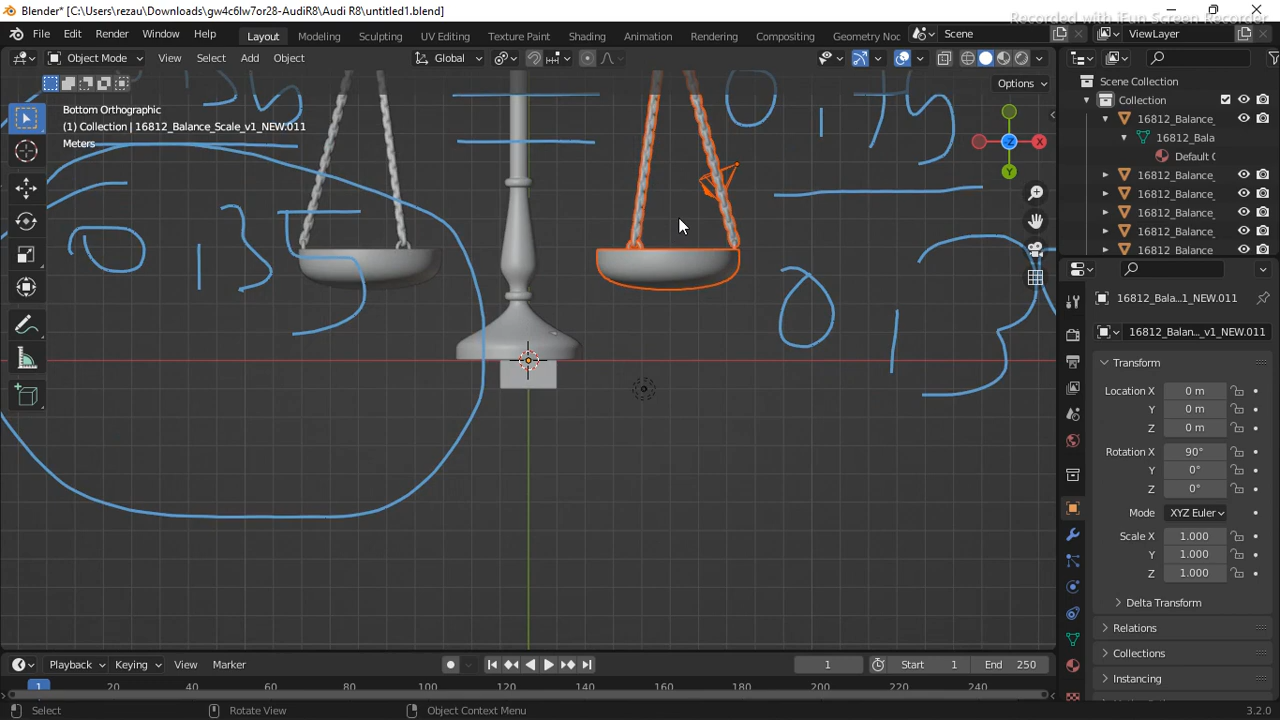 Blender* [C:\Users\rezau\Downloads\gw4c6lw7or28-AudiR8\Audi R8\untitled1.blend]
Recorded with iFun Screen Recorder
File Edit Render Window Help Layout Modeling Sculpting UV Editing Texture Paint Shading Animation Rendering Compositing Geometry Noc Scene ViewLayer
Object Mode View Select Add Object Global
Options
Bottom Orthographic
(1) Collection | 16812_Balance_Scale_v1_NEW.011
Meters
Scene Collection
Collection
16812_Balance_
16812_Bala
Default
16812_Balance_
16812_Balance_
16812_Balance_
16812_Balance_
16812_Balance_
0 135
0 13
16812_Bala...1_NEW.011
16812_Balan..._v1_NEW.011
Transform
Location X 0 m
Y 0 m
Z 0 m
Rotation X 90°
Y 0°
Z 0°
Mode XYZ Euler
Scale X 1.000
Y 1.000
Z 1.000
Delta Transform
Relations
Collections
Instancing
Playback Keying View Marker 1 Start 1 End 250
1 20 40 60 80 100 120 140 160 180 200 220 240
Select Rotate View Object Context Menu 3.2.0